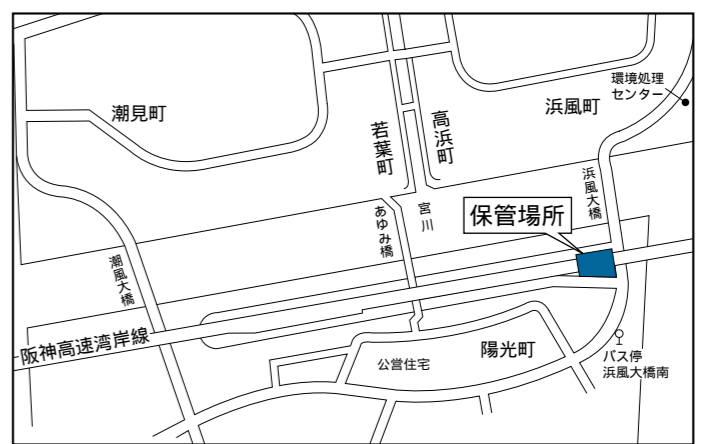 環境処理
センター
潮見町
浜風町
若葉町
高浜町
浜風大橋
あゆみ橋
宮川
保管場所
潮風大橋
阪神高速湾岸線
陽光町
公営住宅
バス停
浜風大橋南